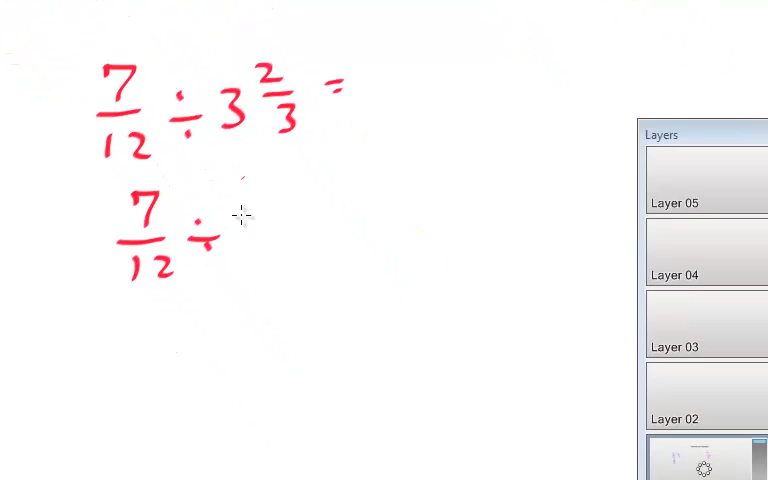 7/12 ÷ 3 2/3 =
7/12 ÷
Layers
Layer 05
Layer 04
Layer 03
Layer 02